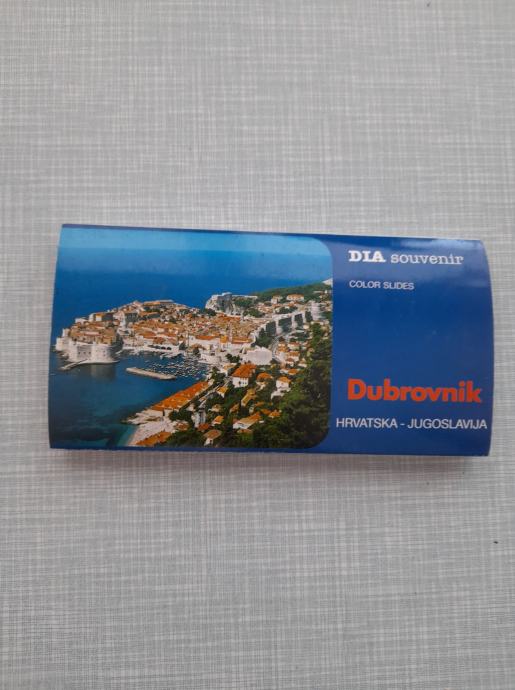 DIA souvenir
COLOR SLIDES
Dubrovnik
HRVATSKA - JUGOSLAVIJA